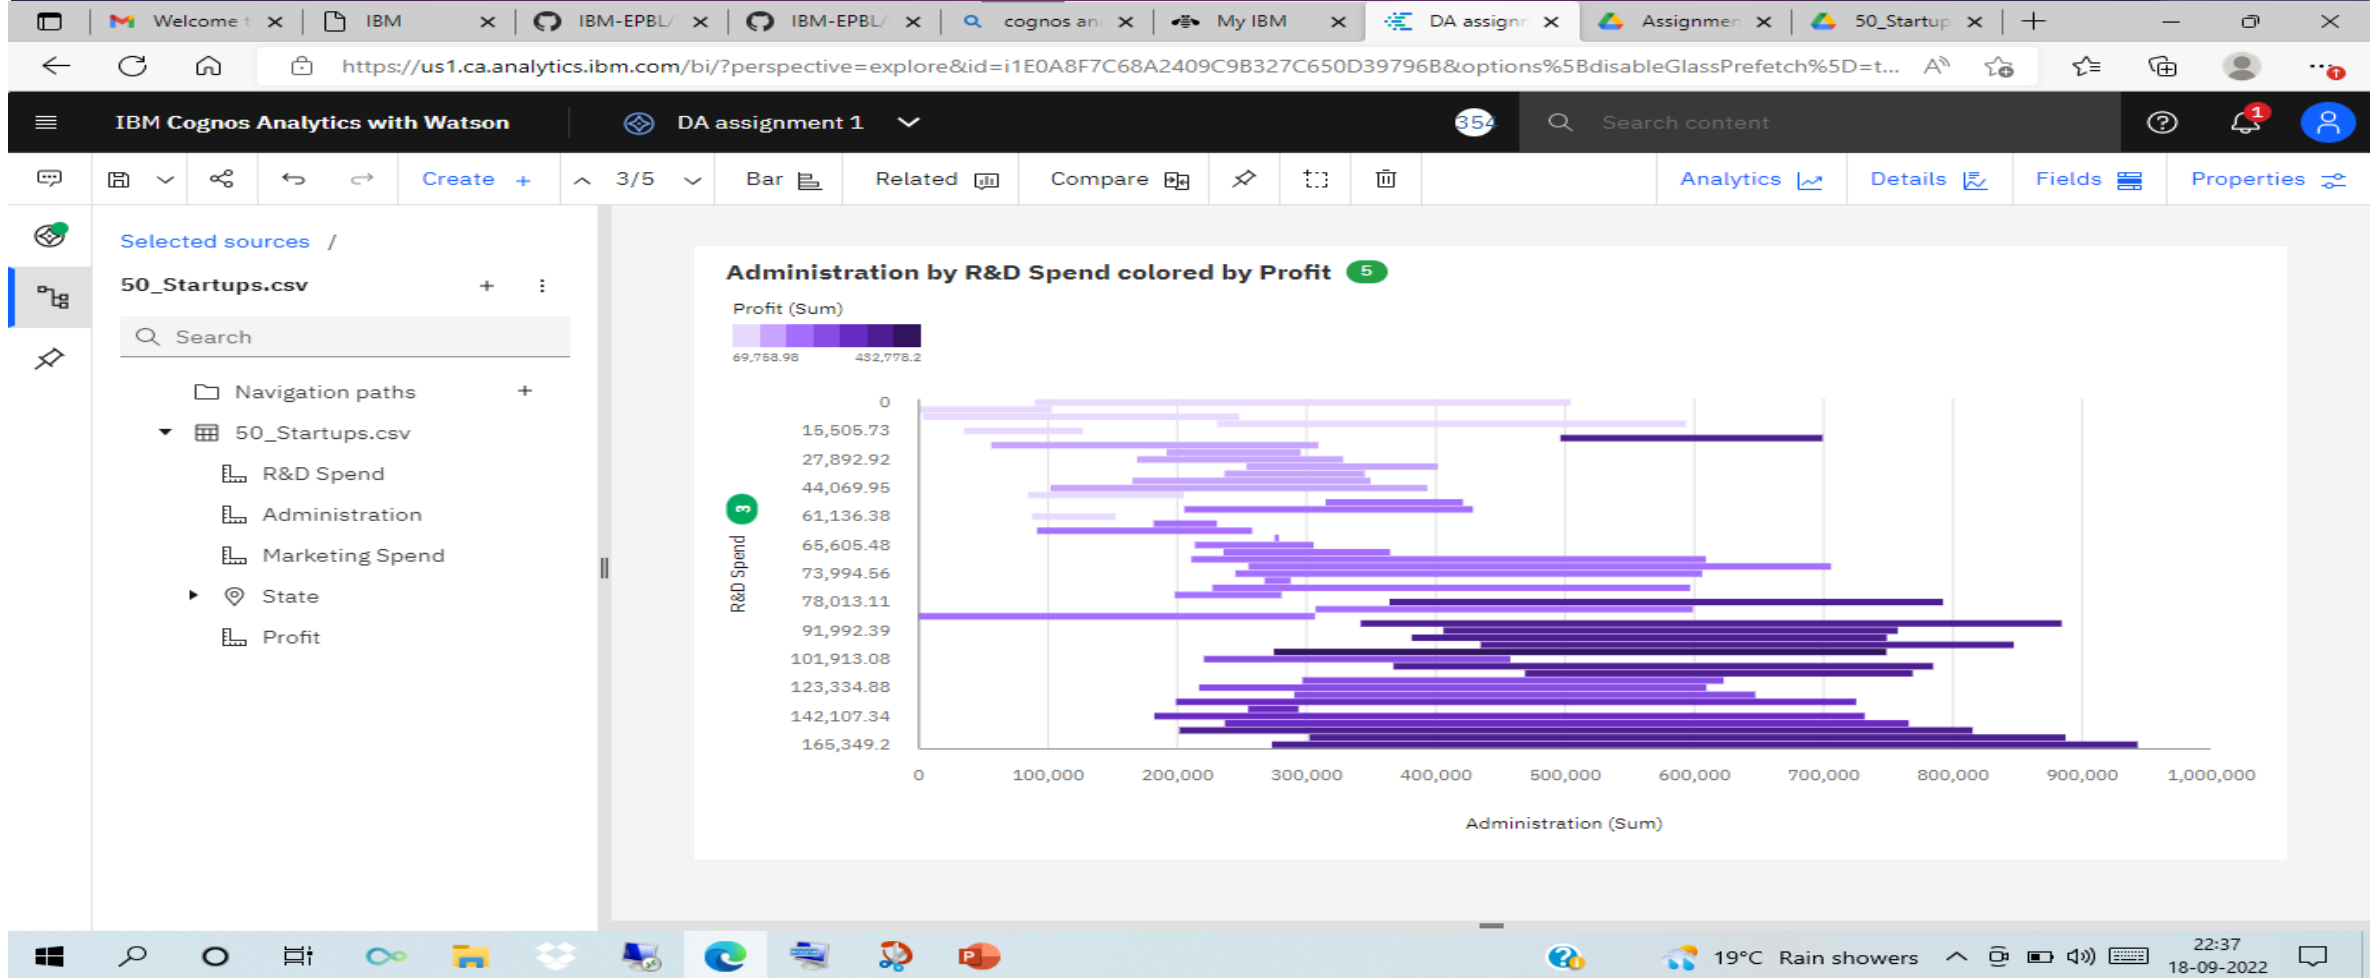 Welcome t
IBM
IBM-EPBL/
IBM-EPBL/
cognos an
My IBM
DA assignm
Assignmen
50_Startup
https://us1.ca.analytics.ibm.com/bi/?perspective=explore&id=i1E0A8F7C68A2409C9B327C650D39796B&options%5BdisableGlassPrefetch%5D=t...
IBM Cognos Analytics with Watson
DA assignment 1
354
Search content
1
Create +
3/5
Bar
Related
Compare
Analytics
Details
Fields
Properties
Selected sources /
50_Startups.csv
Search
Navigation paths
50_Startups.csv
R&D Spend
Administration
Marketing Spend
State
Profit
Administration by R&D Spend colored by Profit 5
Profit (Sum)
69,758.98 432,778.2
0
15,505.73
27,892.92
44,069.95
61,136.38
65,605.48
73,994.56
78,013.11
91,992.39
101,913.08
123,334.88
142,107.34
165,349.2
R&D Spend 3
0 100,000 200,000 300,000 400,000 500,000 600,000 700,000 800,000 900,000 1,000,000
Administration (Sum)
19°C Rain showers
22:37
18-09-2022